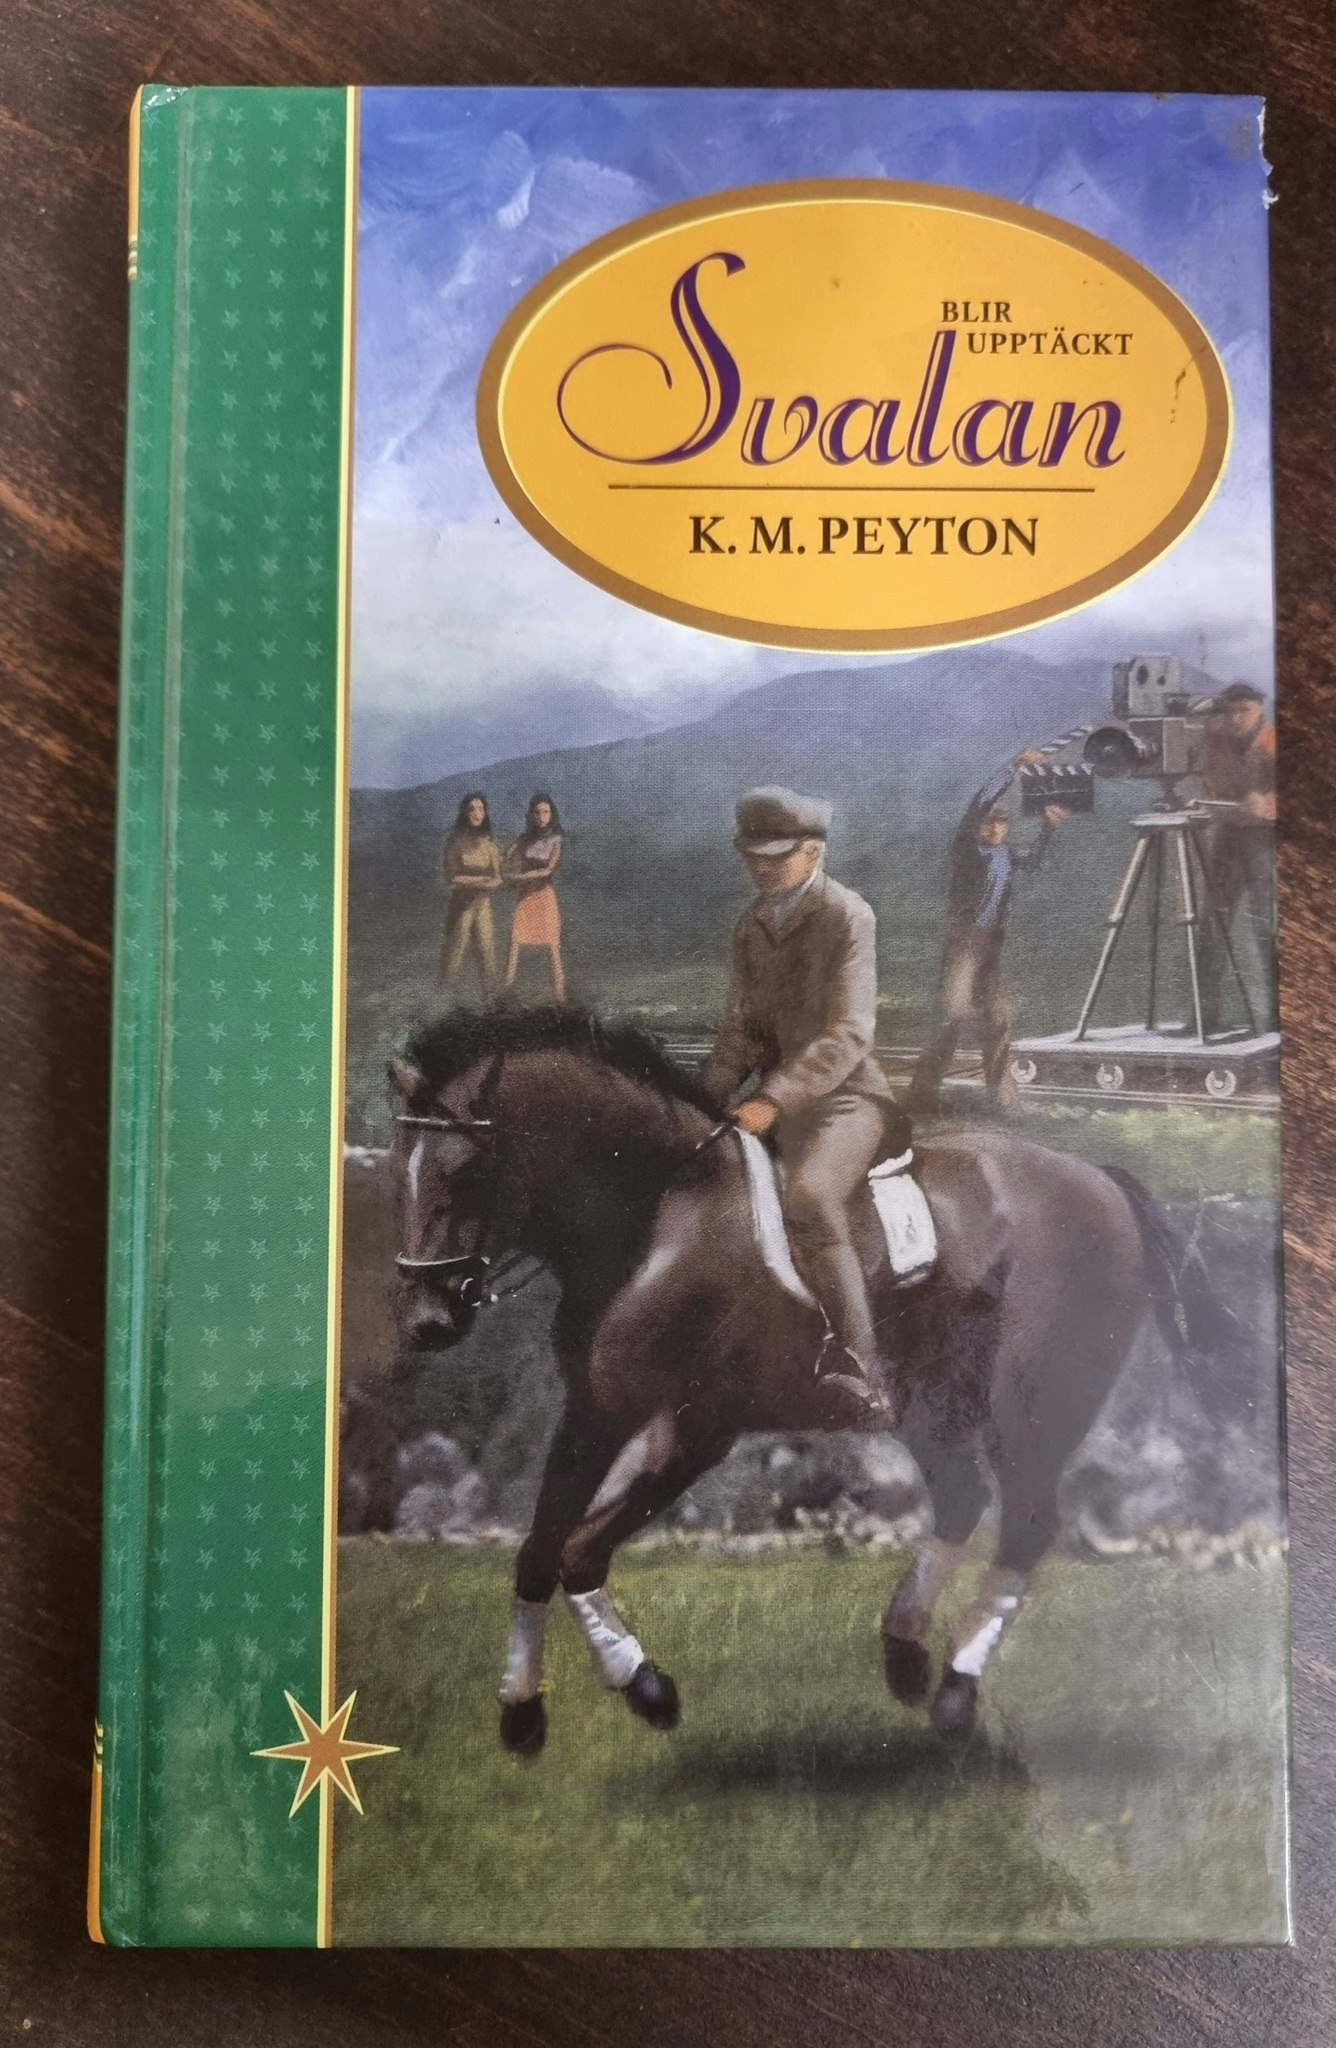 BLIR
UPPTÄCKT
Svalan
K. M. PEYTON